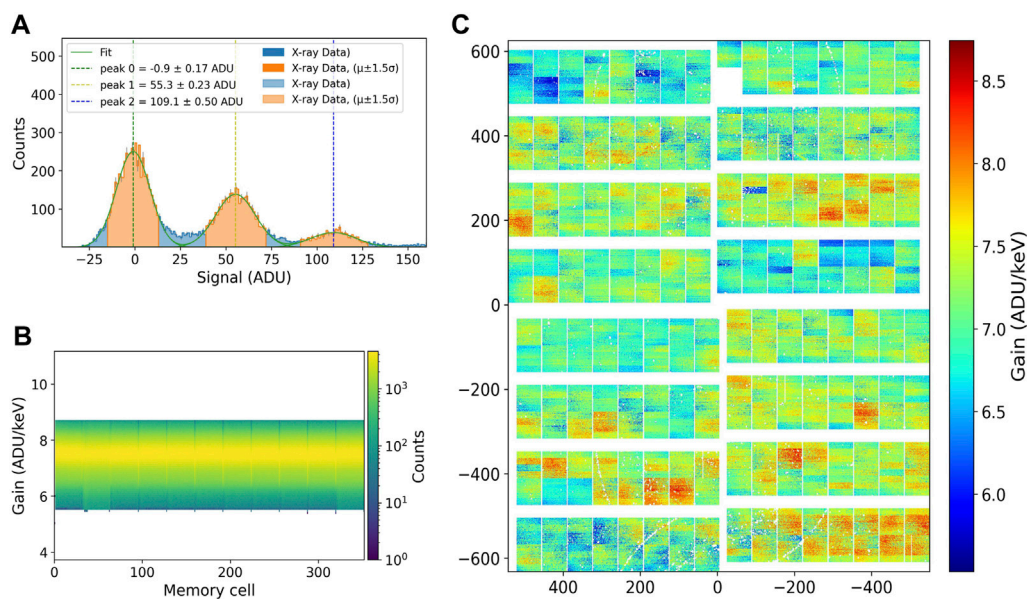 A
500
400
300
200
100
Counts
Fit
peak 0 = -0.9 ± 0.17 ADU
peak 1 = 55.3 ± 0.23 ADU
peak 2 = 109.1 ± 0.50 ADU
X-ray Data)
X-ray Data, (μ±1.5σ)
X-ray Data)
X-ray Data, (μ±1.5σ)
−25 0 25 50 75 100 125 150
Signal (ADU)
B
10
8
6
4
Gain (ADU/keV)
0 100 200 300
Memory cell
10³
10²
10¹
10⁰
Counts
C
600
400
200
0
−200
−400
−600
400 200 0 −200 −400
8.5
8.0
7.5
7.0
6.5
6.0
Gain (ADU/keV)